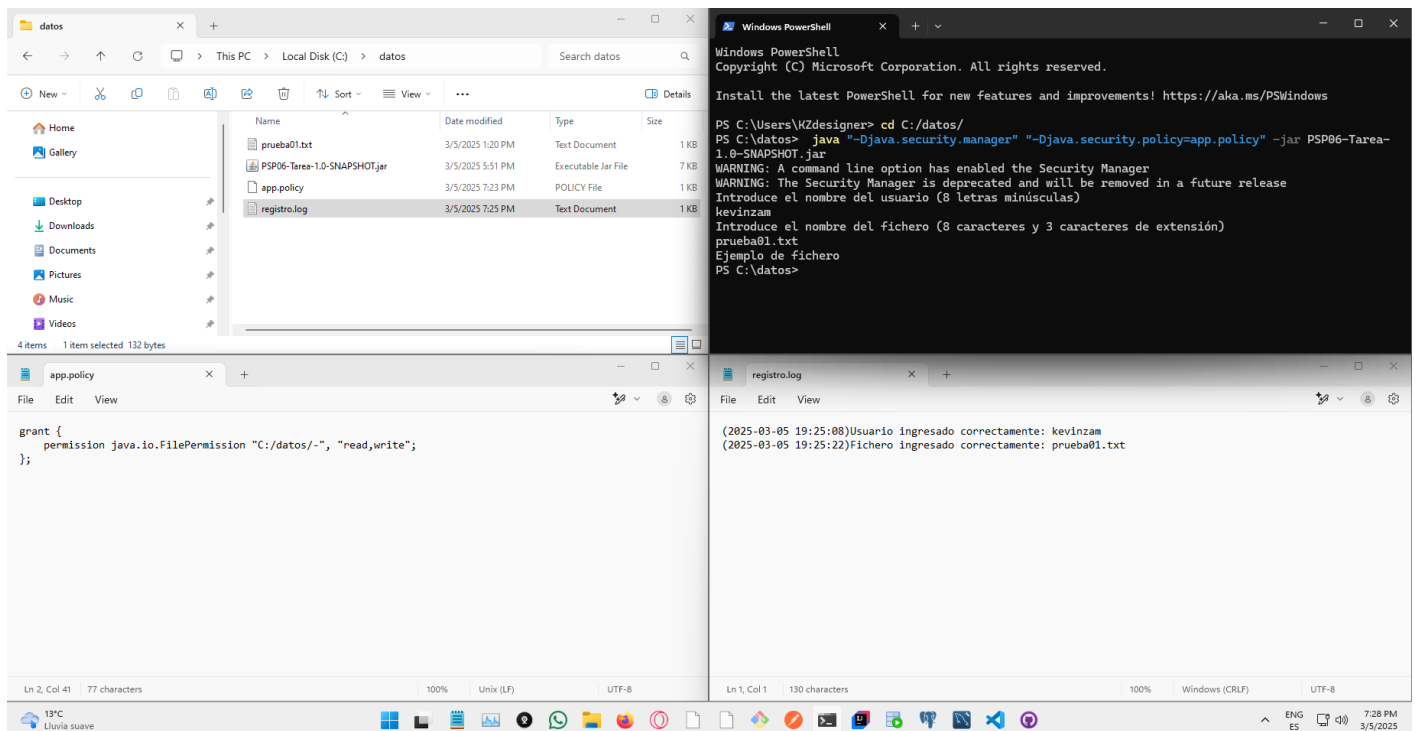 datos
This PC > Local Disk (C:) > datos
Search datos
New
Sort
View
Details
Name Date modified Type Size
Home
Gallery
Desktop
Downloads
Documents
Pictures
Music
Videos
prueba01.txt 3/5/2025 1:20 PM Text Document 1 KB
PSP06-Tarea-1.0-SNAPSHOT.jar 3/5/2025 5:51 PM Executable Jar File 7 KB
app.policy 3/5/2025 7:23 PM POLICY File 1 KB
registro.log 3/5/2025 7:25 PM Text Document 1 KB
4 items 1 item selected 132 bytes
Windows PowerShell
Windows PowerShell
Copyright (C) Microsoft Corporation. All rights reserved.
Install the latest PowerShell for new features and improvements! https://aka.ms/PSWindows
PS C:\Users\KZdesigner> cd C:/datos/
PS C:\datos>  java "-Djava.security.manager" "-Djava.security.policy=app.policy" -jar PSP06-Tarea-
1.0-SNAPSHOT.jar
WARNING: A command line option has enabled the Security Manager
WARNING: The Security Manager is deprecated and will be removed in a future release
Introduce el nombre del usuario (8 letras minúsculas)
kevinzam
Introduce el nombre del fichero (8 caracteres y 3 caracteres de extensión)
prueba01.txt
Ejemplo de fichero
PS C:\datos>
app.policy
File Edit View
grant {
    permission java.io.FilePermission "C:/datos/-", "read,write";
};
Ln 2, Col 41 77 characters 100% Unix (LF) UTF-8
registro.log
File Edit View
(2025-03-05 19:25:08)Usuario ingresado correctamente: kevinzam
(2025-03-05 19:25:22)Fichero ingresado correctamente: prueba01.txt
Ln 1, Col 1 130 characters 100% Windows (CRLF) UTF-8
13°C
Lluvia suave
ENG
ES
7:28 PM
3/5/2025